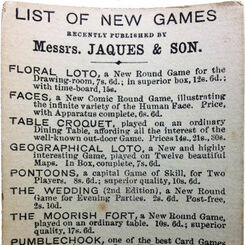 LIST OF NEW GAMES
RECENTLY PUBLISHED BY
Messrs. JAQUES & SON.
FLORAL LOTO, a New Round Game for the
Drawing-room, 7s. 6d.; in superior box, 12s. 6d.;
with time-board, 15s.
FACES, a New Comic Round Game, illustrating
the infinite variety of the Human Face. Price,
with Apparatus complete, 6s. 6d.
TABLE CROQUET, played on an ordinary
Dining Table, affording all the interest of the
well-known out-door Game. Prices 14s., 21s., 30s.
GEOGRAPHICAL LOTO, a New and highly
interesting Game, played on Twelve beautiful
Maps. In Box, complete, 7s. 6d.
PONTOONS, a capital Game of Skill, for Two
Players. 8s. 6d.; superior quality, 10s. 6d.
THE WEDDING (2nd Edition), a New Round
Game for Evening Parties. 2s. 6d. Post-free,
2s. 10d.
THE MOORISH FORT, a New Round Game,
played on an ordinary table. 10s. 6d.; superior
quality, 17s. 6d.
PUMBLECHOOK, one of the best Card Games